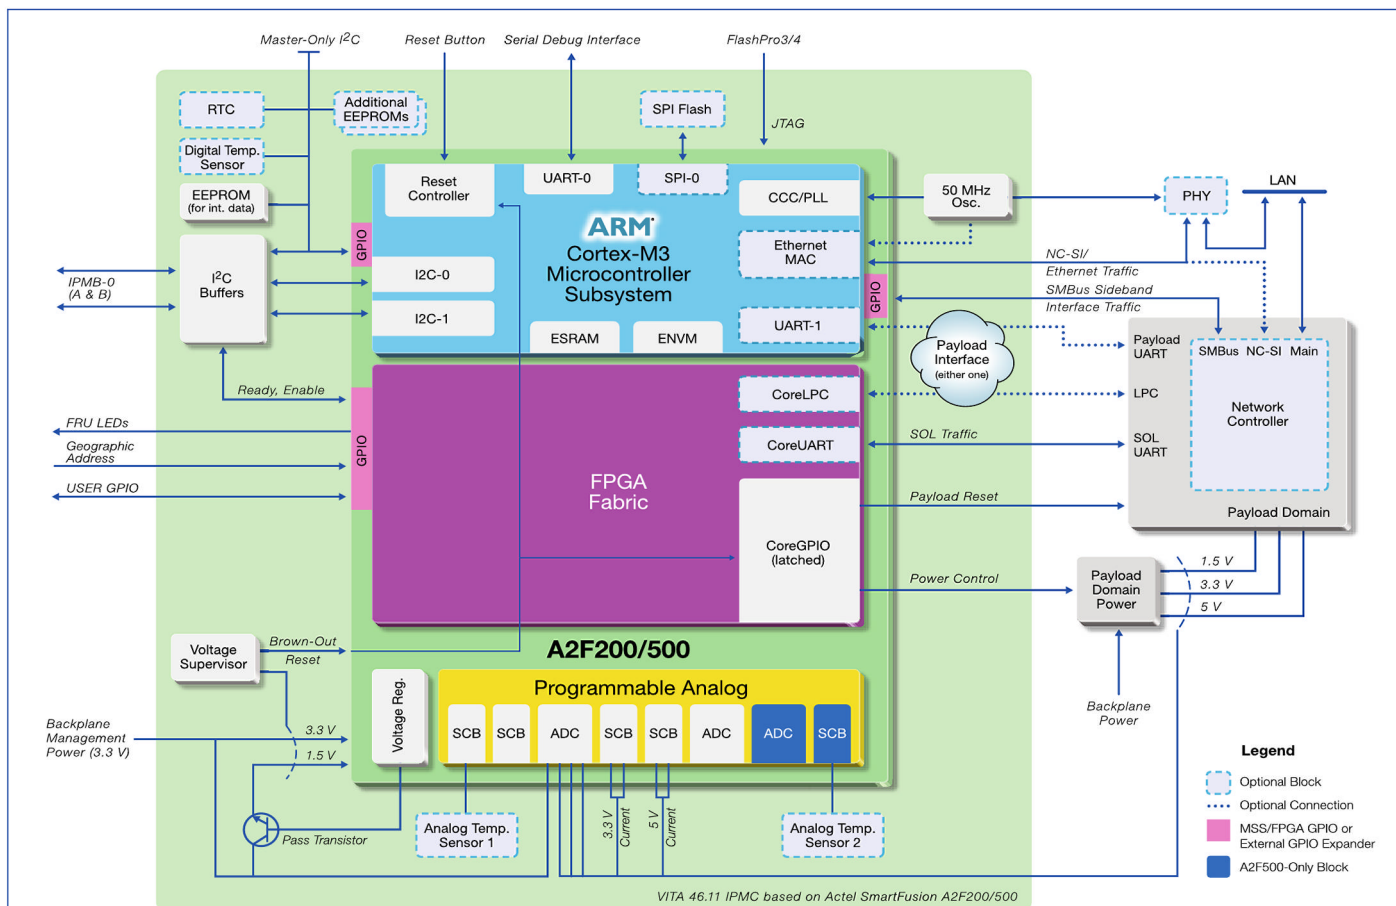 Master-Only I²C
Reset Button
Serial Debug Interface
FlashPro3/4
RTC
Additional
EEPROMs
SPI Flash
JTAG
Digital Temp.
Sensor
EEPROM
(for int. data)
Reset
Controller
UART-0
SPI-0
CCC/PLL
50 MHz
Osc.
PHY
LAN
GPIO
ARM
Cortex-M3
Microcontroller
Subsystem
Ethernet
MAC
NC-SI/
Ethernet Traffic
SMBus Sideband
Interface Traffic
GPIO
I²C
Buffers
IPMB-0
(A & B)
I2C-0
I2C-1
ESRAM
ENVM
UART-1
Payload
Interface
(either one)
Payload
UART
SMBus
NC-SI
Main
Ready, Enable
CoreLPC
LPC
Network
Controller
FRU LEDs
Geographic
Address
USER GPIO
GPIO
FPGA
Fabric
CoreUART
SOL Traffic
SOL
UART
Payload Reset
Payload Domain
CoreGPIO
(latched)
Power Control
Payload
Domain
Power
1.5 V
3.3 V
5 V
Voltage
Supervisor
Brown-Out
Reset
A2F200/500
Backplane
Power
Backplane
Management
Power (3.3 V)
3.3 V
1.5 V
Voltage Reg.
Programmable Analog
SCB
SCB
ADC
SCB
SCB
ADC
ADC
SCB
Pass Transistor
Analog Temp.
Sensor 1
3.3 V
Current
5 V
Current
Analog Temp.
Sensor 2
Legend
Optional Block
Optional Connection
MSS/FPGA GPIO or
External GPIO Expander
A2F500-Only Block
VITA 46.11 IPMC based on Actel SmartFusion A2F200/500